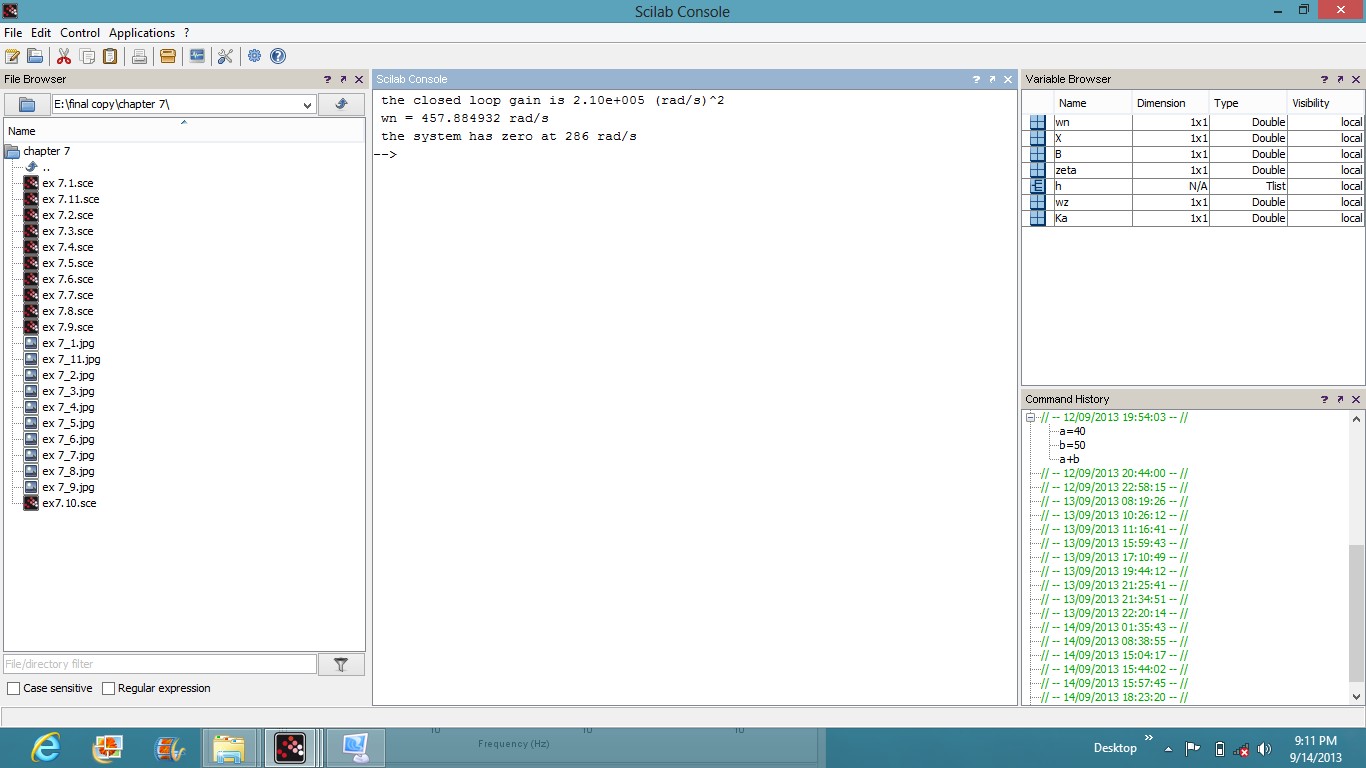 Scilab Console
File Edit Control Applications ?
File Browser
E:\final copy\chapter 7\
Name
chapter 7
..
ex 7.1.sce
ex 7.11.sce
ex 7.2.sce
ex 7.3.sce
ex 7.4.sce
ex 7.5.sce
ex 7.6.sce
ex 7.7.sce
ex 7.8.sce
ex 7.9.sce
ex 7_1.jpg
ex 7_11.jpg
ex 7_2.jpg
ex 7_3.jpg
ex 7_4.jpg
ex 7_5.jpg
ex 7_6.jpg
ex 7_7.jpg
ex 7_8.jpg
ex 7_9.jpg
ex7.10.sce
File/directory filter
Case sensitive Regular expression
Scilab Console
the closed loop gain is 2.10e+005 (rad/s)^2
wn = 457.884932 rad/s
the system has zero at 286 rad/s
-->
Variable Browser
Name Dimension Type Visibility
wn 1x1 Double local
X 1x1 Double local
B 1x1 Double local
zeta 1x1 Double local
h N/A Tlist local
wz 1x1 Double local
Ka 1x1 Double local
Command History
// -- 12/09/2013 19:54:03 -- //
a=40
b=50
a+b
// -- 12/09/2013 20:44:00 -- //
// -- 12/09/2013 22:58:15 -- //
// -- 13/09/2013 08:19:26 -- //
// -- 13/09/2013 10:26:12 -- //
// -- 13/09/2013 11:16:41 -- //
// -- 13/09/2013 15:59:43 -- //
// -- 13/09/2013 17:10:49 -- //
// -- 13/09/2013 19:44:12 -- //
// -- 13/09/2013 21:25:41 -- //
// -- 13/09/2013 21:34:51 -- //
// -- 13/09/2013 22:20:14 -- //
// -- 14/09/2013 01:35:43 -- //
// -- 14/09/2013 08:38:55 -- //
// -- 14/09/2013 15:04:17 -- //
// -- 14/09/2013 15:44:02 -- //
// -- 14/09/2013 15:57:45 -- //
// -- 14/09/2013 18:23:20 -- //
10 10 10
Frequency (Hz)
Desktop
9:11 PM
9/14/2013